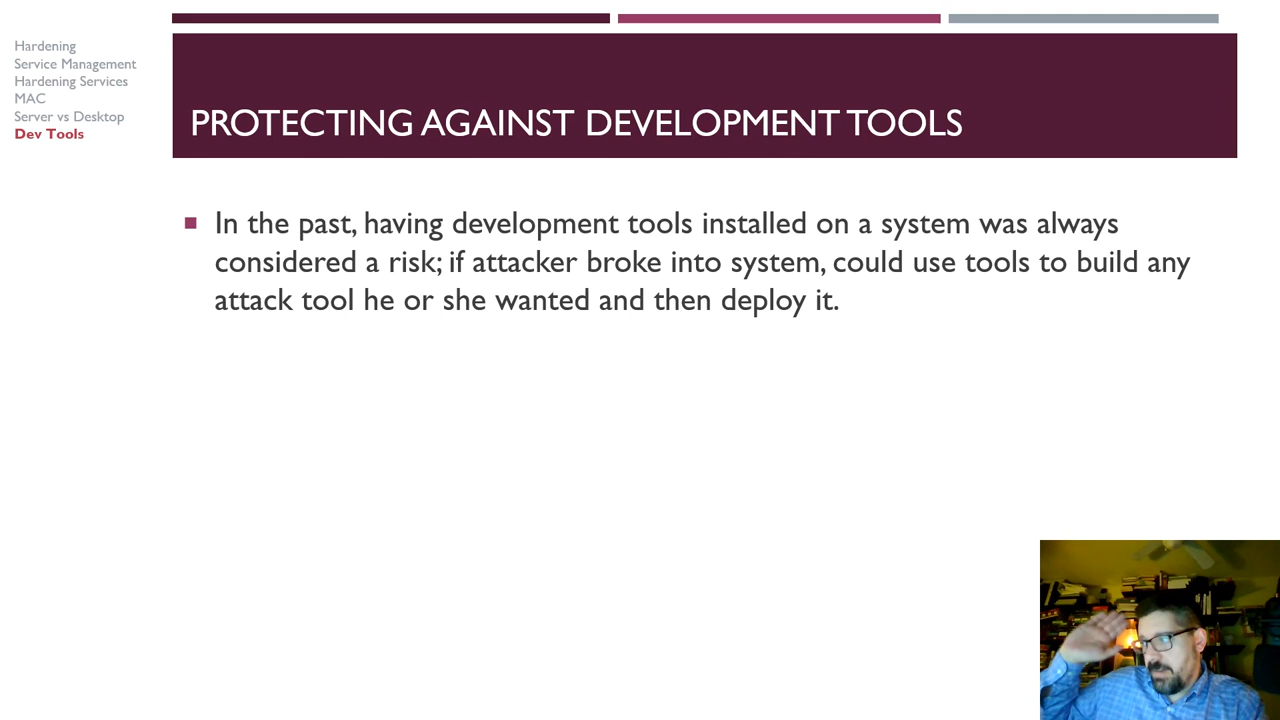 Hardening
Service Management
Hardening Services
MAC
Server vs Desktop
Dev Tools
PROTECTING AGAINST DEVELOPMENT TOOLS
In the past, having development tools installed on a system was always
considered a risk; if attacker broke into system, could use tools to build any
attack tool he or she wanted and then deploy it.